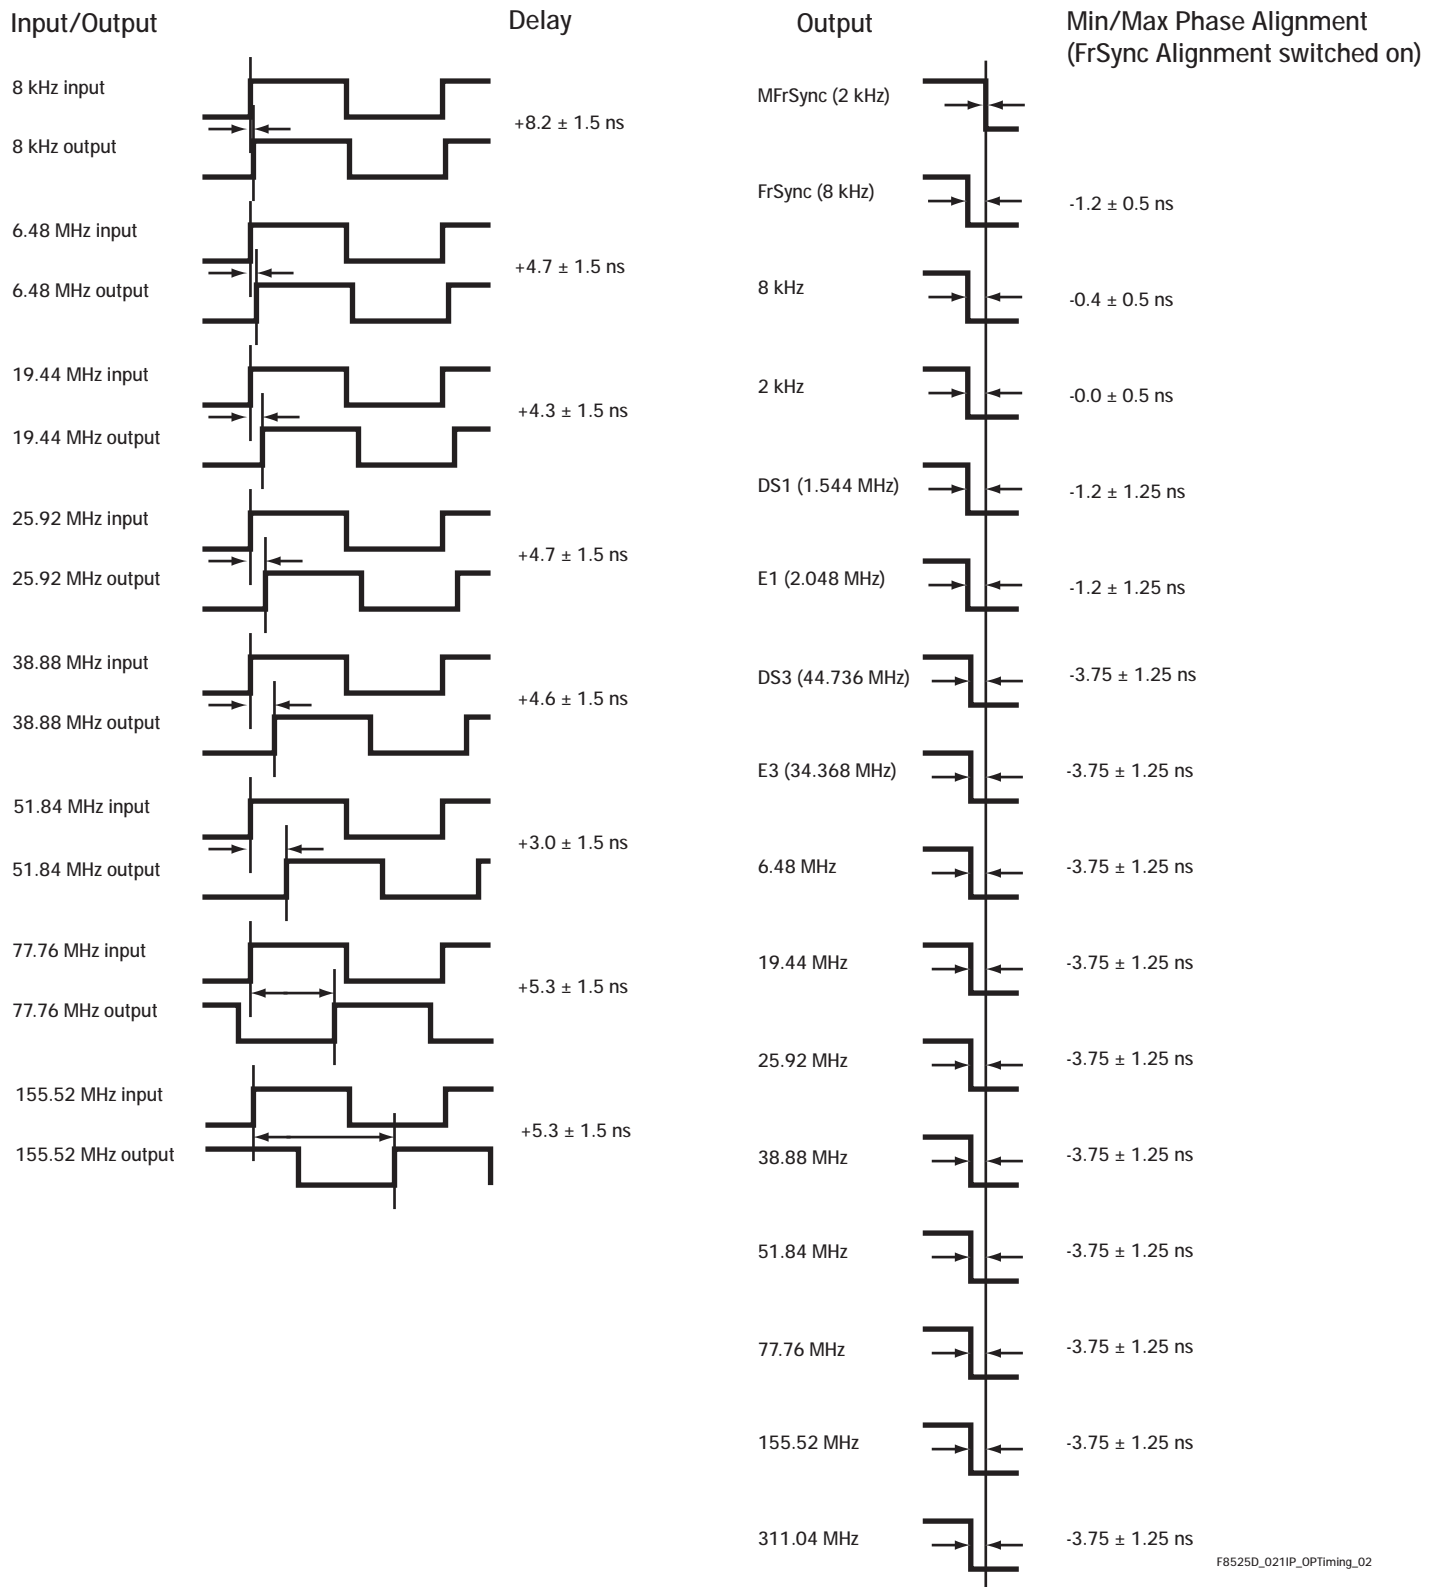 Input/Output
Delay
8 kHz input
8 kHz output
+8.2 ± 1.5 ns
6.48 MHz input
6.48 MHz output
+4.7 ± 1.5 ns
19.44 MHz input
19.44 MHz output
+4.3 ± 1.5 ns
25.92 MHz input
25.92 MHz output
+4.7 ± 1.5 ns
38.88 MHz input
38.88 MHz output
+4.6 ± 1.5 ns
51.84 MHz input
51.84 MHz output
+3.0 ± 1.5 ns
77.76 MHz input
77.76 MHz output
+5.3 ± 1.5 ns
155.52 MHz input
155.52 MHz output
+5.3 ± 1.5 ns
Output
Min/Max Phase Alignment
(FrSync Alignment switched on)
MFrSync (2 kHz)
FrSync (8 kHz)
-1.2 ± 0.5 ns
8 kHz
-0.4 ± 0.5 ns
2 kHz
-0.0 ± 0.5 ns
DS1 (1.544 MHz)
-1.2 ± 1.25 ns
E1 (2.048 MHz)
-1.2 ± 1.25 ns
DS3 (44.736 MHz)
-3.75 ± 1.25 ns
E3 (34.368 MHz)
-3.75 ± 1.25 ns
6.48 MHz
-3.75 ± 1.25 ns
19.44 MHz
-3.75 ± 1.25 ns
25.92 MHz
-3.75 ± 1.25 ns
38.88 MHz
-3.75 ± 1.25 ns
51.84 MHz
-3.75 ± 1.25 ns
77.76 MHz
-3.75 ± 1.25 ns
155.52 MHz
-3.75 ± 1.25 ns
311.04 MHz
-3.75 ± 1.25 ns
F8525D_021IP_OPTiming_02